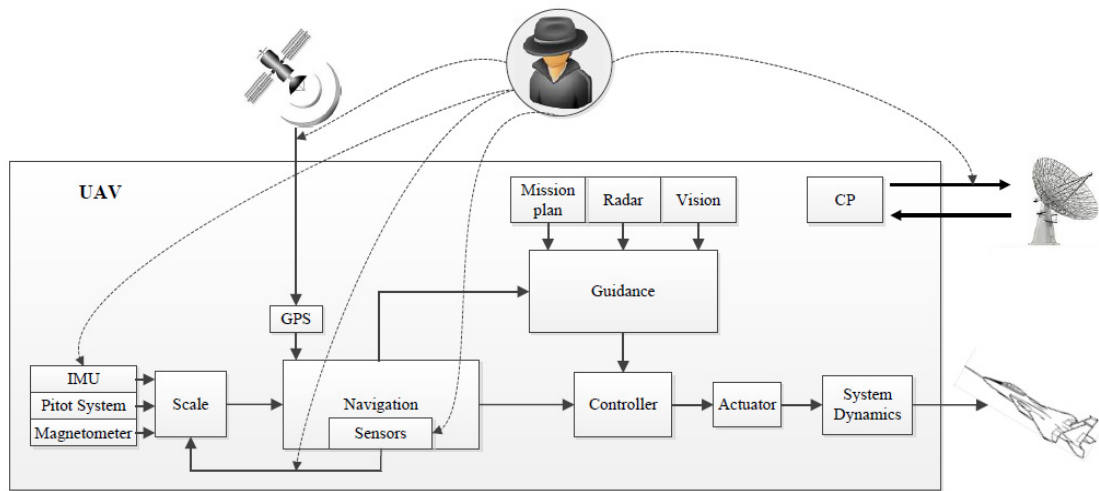 UAV
Mission
plan
Radar
Vision
CP
Guidance
GPS
IMU
Pitot System
Magnetometer
Scale
Navigation
Sensors
Controller
Actuator
System
Dynamics